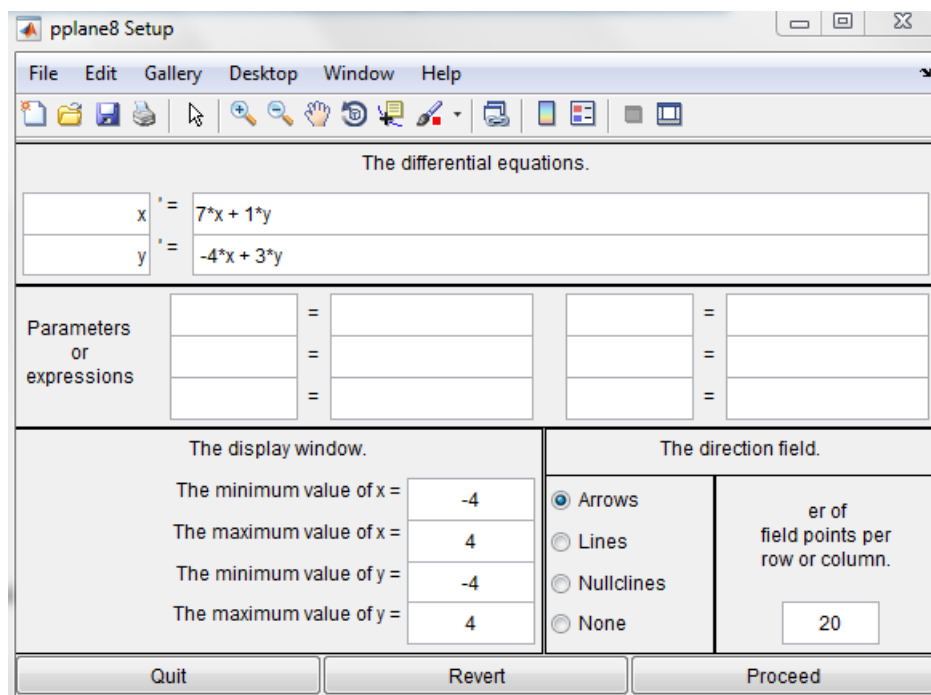 pplane8 Setup
File Edit Gallery Desktop Window Help
The differential equations.
x ' = 7*x + 1*y
y ' = -4*x + 3*y
Parameters
or
expressions
= =
= =
= =
The display window.
The minimum value of x = -4
The maximum value of x = 4
The minimum value of y = -4
The maximum value of y = 4
The direction field.
Arrows
Lines
Nullclines
None
er of
field points per
row or column.
20
Quit Revert Proceed